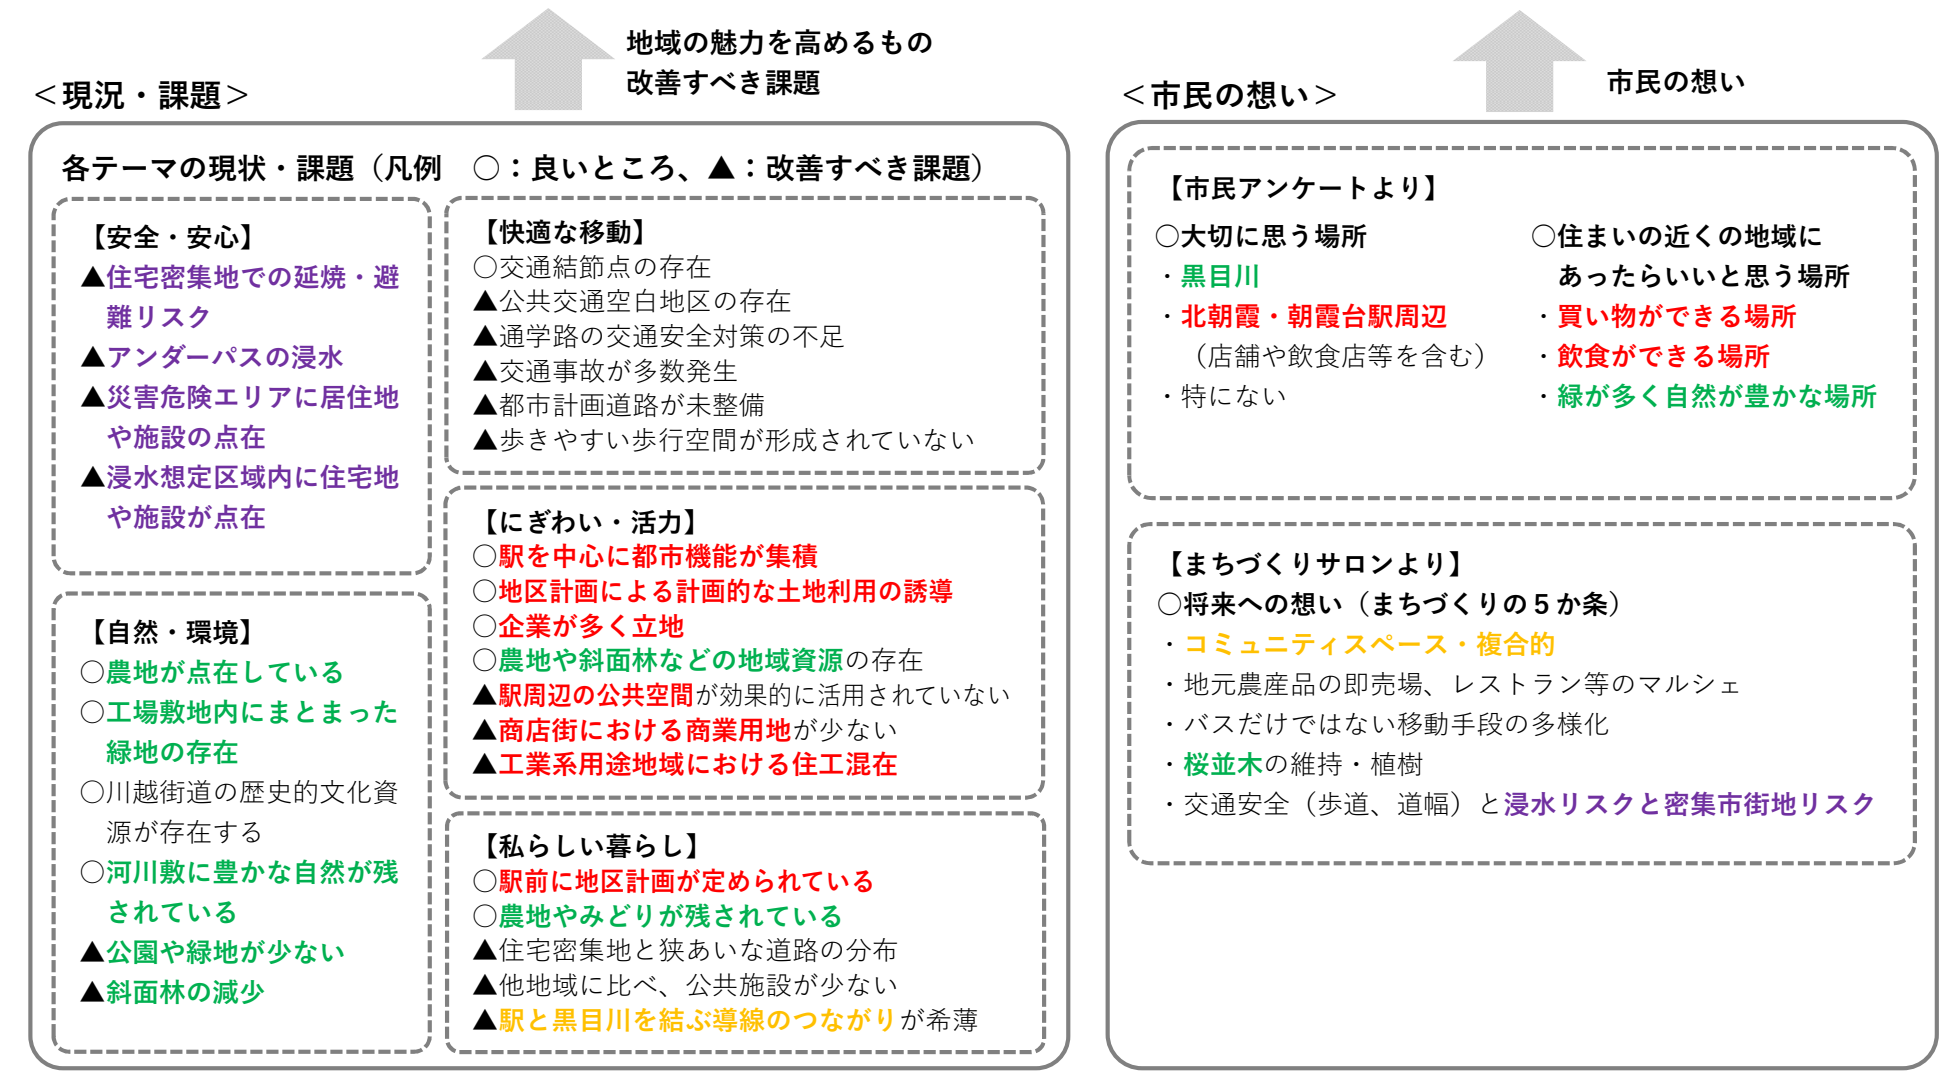 地域の魅力を高めるもの
改善すべき課題
＜現況・課題＞
各テーマの現状・課題（凡例　○：良いところ、▲：改善すべき課題）
【安全・安心】
▲住宅密集地での延焼・避
難リスク
▲アンダーパスの浸水
▲災害危険エリアに居住地
や施設の点在
▲浸水想定区域内に住宅地
や施設が点在
【自然・環境】
○農地が点在している
○工場敷地内にまとまった
緑地の存在
○川越街道の歴史的文化資
源が存在する
○河川敷に豊かな自然が残
されている
▲公園や緑地が少ない
▲斜面林の減少
【快適な移動】
○交通結節点の存在
▲公共交通空白地区の存在
▲通学路の交通安全対策の不足
▲交通事故が多数発生
▲都市計画道路が未整備
▲歩きやすい歩行空間が形成されていない
【にぎわい・活力】
○駅を中心に都市機能が集積
○地区計画による計画的な土地利用の誘導
○企業が多く立地
○農地や斜面林などの地域資源の存在
▲駅周辺の公共空間が効果的に活用されていない
▲商店街における商業用地が少ない
▲工業系用途地域における住工混在
【私らしい暮らし】
○駅前に地区計画が定められている
○農地やみどりが残されている
▲住宅密集地と狭あいな道路の分布
▲他地域に比べ、公共施設が少ない
▲駅と黒目川を結ぶ導線のつながりが希薄
市民の想い
＜市民の想い＞
【市民アンケートより】
○大切に思う場所
・黒目川
・北朝霞・朝霞台駅周辺
（店舗や飲食店等を含む）
・特にない
○住まいの近くの地域に
あったらいいと思う場所
・買い物ができる場所
・飲食ができる場所
・緑が多く自然が豊かな場所
【まちづくりサロンより】
○将来への想い（まちづくりの５か条）
・コミュニティスペース・複合的
・地元農産品の即売場、レストラン等のマルシェ
・バスだけではない移動手段の多様化
・桜並木の維持・植樹
・交通安全（歩道、道幅）と浸水リスクと密集市街地リスク